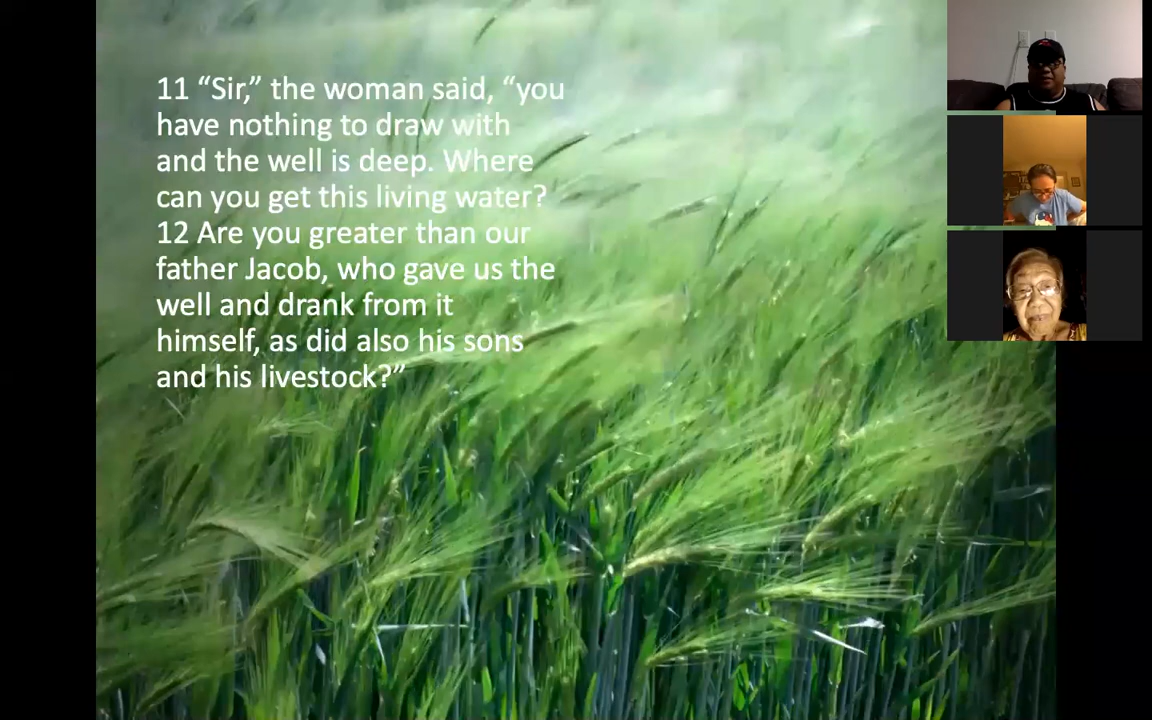 11 “Sir,” the woman said, “you
have nothing to draw with
and the well is deep. Where
can you get this living water?
12 Are you greater than our
father Jacob, who gave us the
well and drank from it
himself, as did also his sons
and his livestock?”